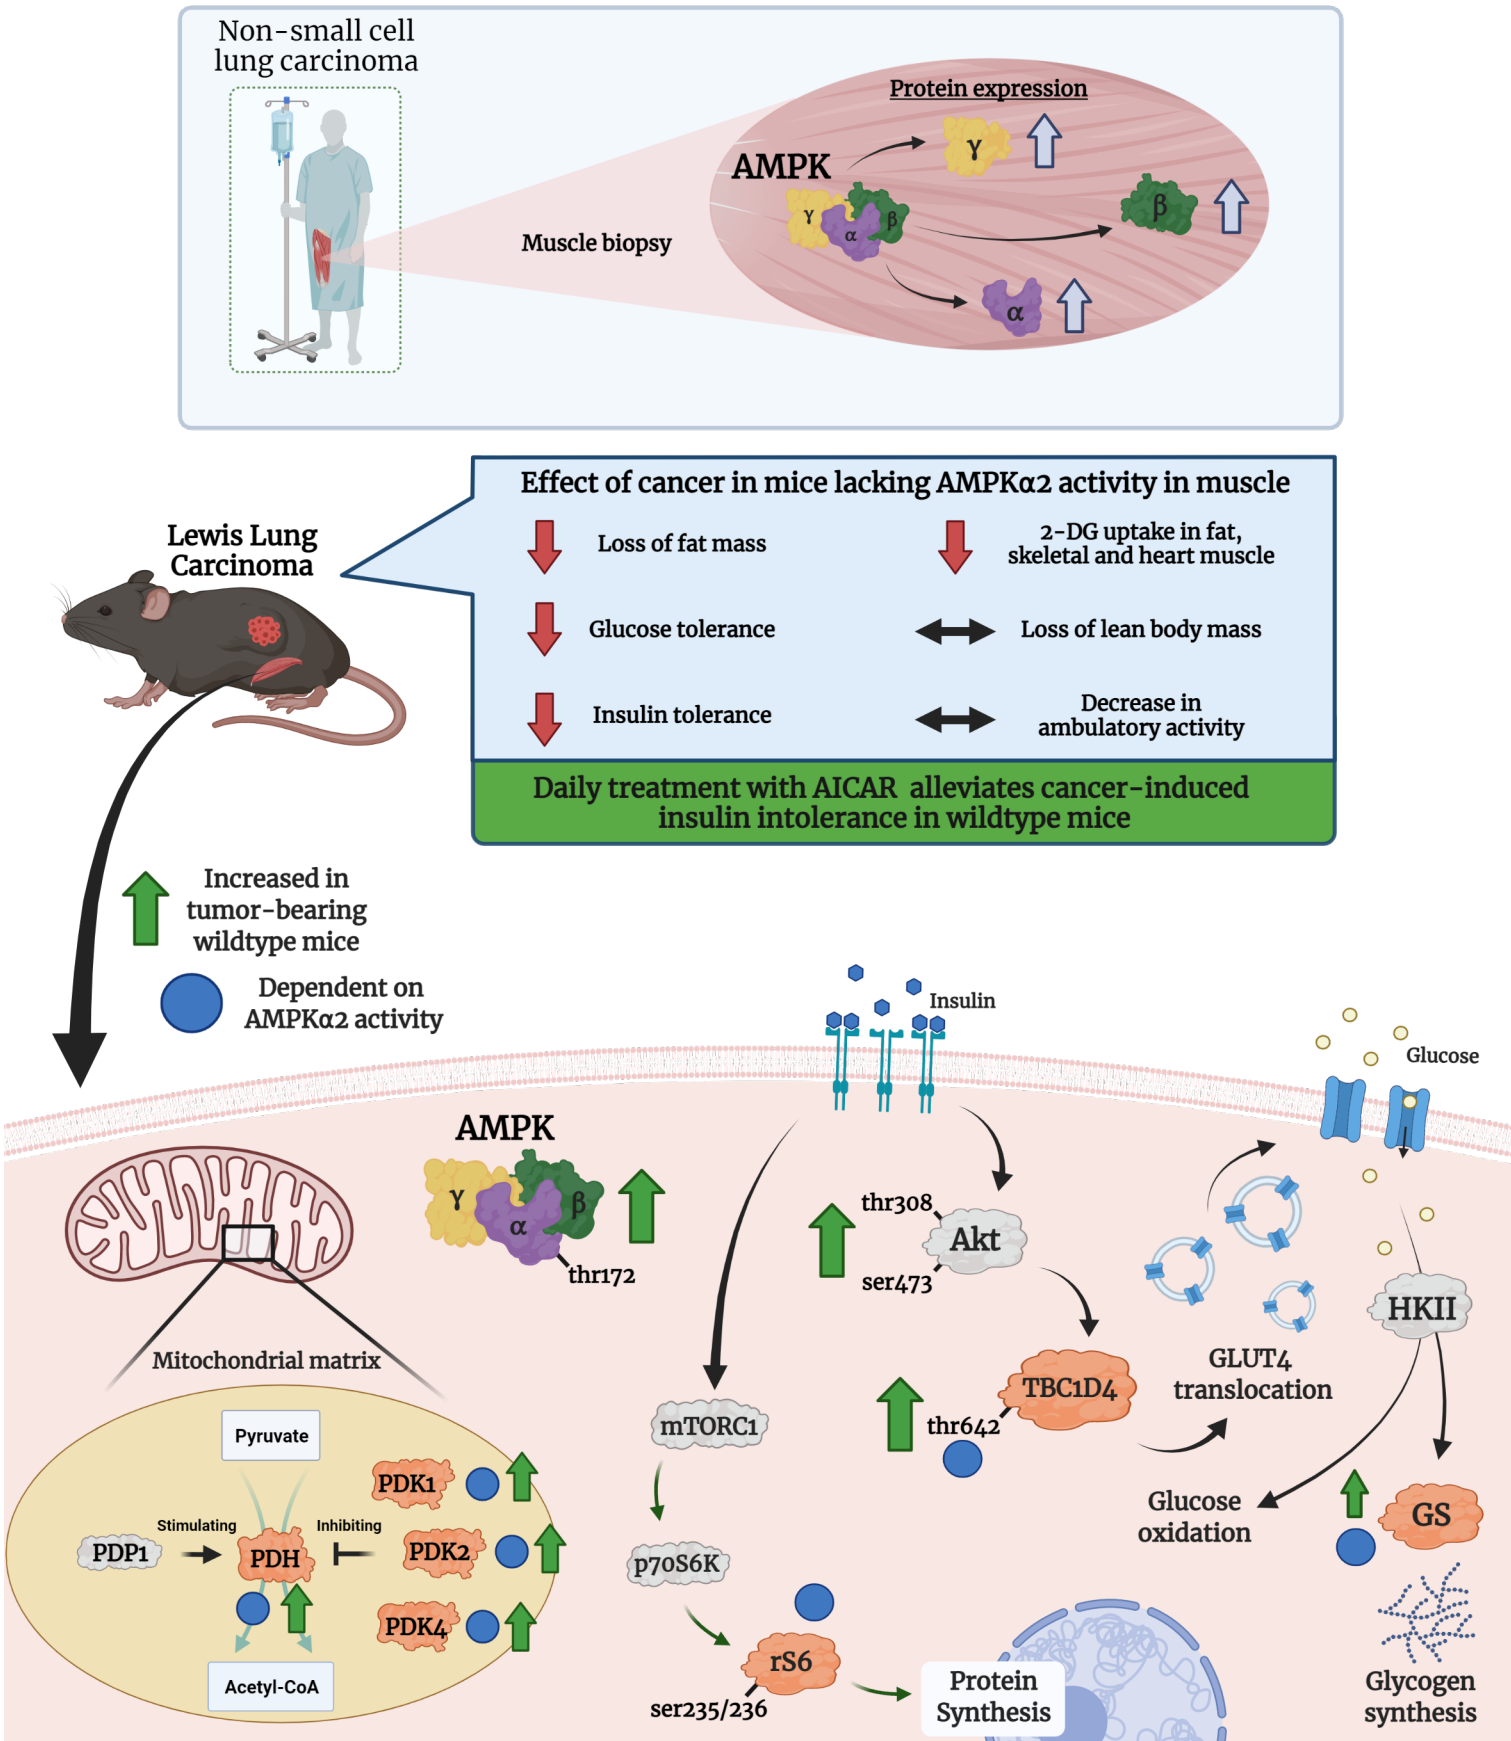 Non-small cell
lung carcinoma
Protein expression
AMPK
γ
β
α
γ
β
α
Muscle biopsy
Effect of cancer in mice lacking AMPKα2 activity in muscle
Loss of fat mass
2-DG uptake in fat,
skeletal and heart muscle
Glucose tolerance
Loss of lean body mass
Insulin tolerance
Decrease in
ambulatory activity
Daily treatment with AICAR alleviates cancer-induced
insulin intolerance in wildtype mice
Lewis Lung
Carcinoma
Increased in
tumor-bearing
wildtype mice
Dependent on
AMPKα2 activity
Insulin
Glucose
AMPK
γ
α
β
thr172
thr308
Akt
ser473
HKII
Mitochondrial matrix
TBC1D4
thr642
GLUT4
translocation
mTORC1
Pyruvate
PDK1
Stimulating
Inhibiting
PDP1
PDH
PDK2
PDK4
Acetyl-CoA
p70S6K
rS6
ser235/236
Protein
Synthesis
Glucose
oxidation
GS
Glycogen
synthesis